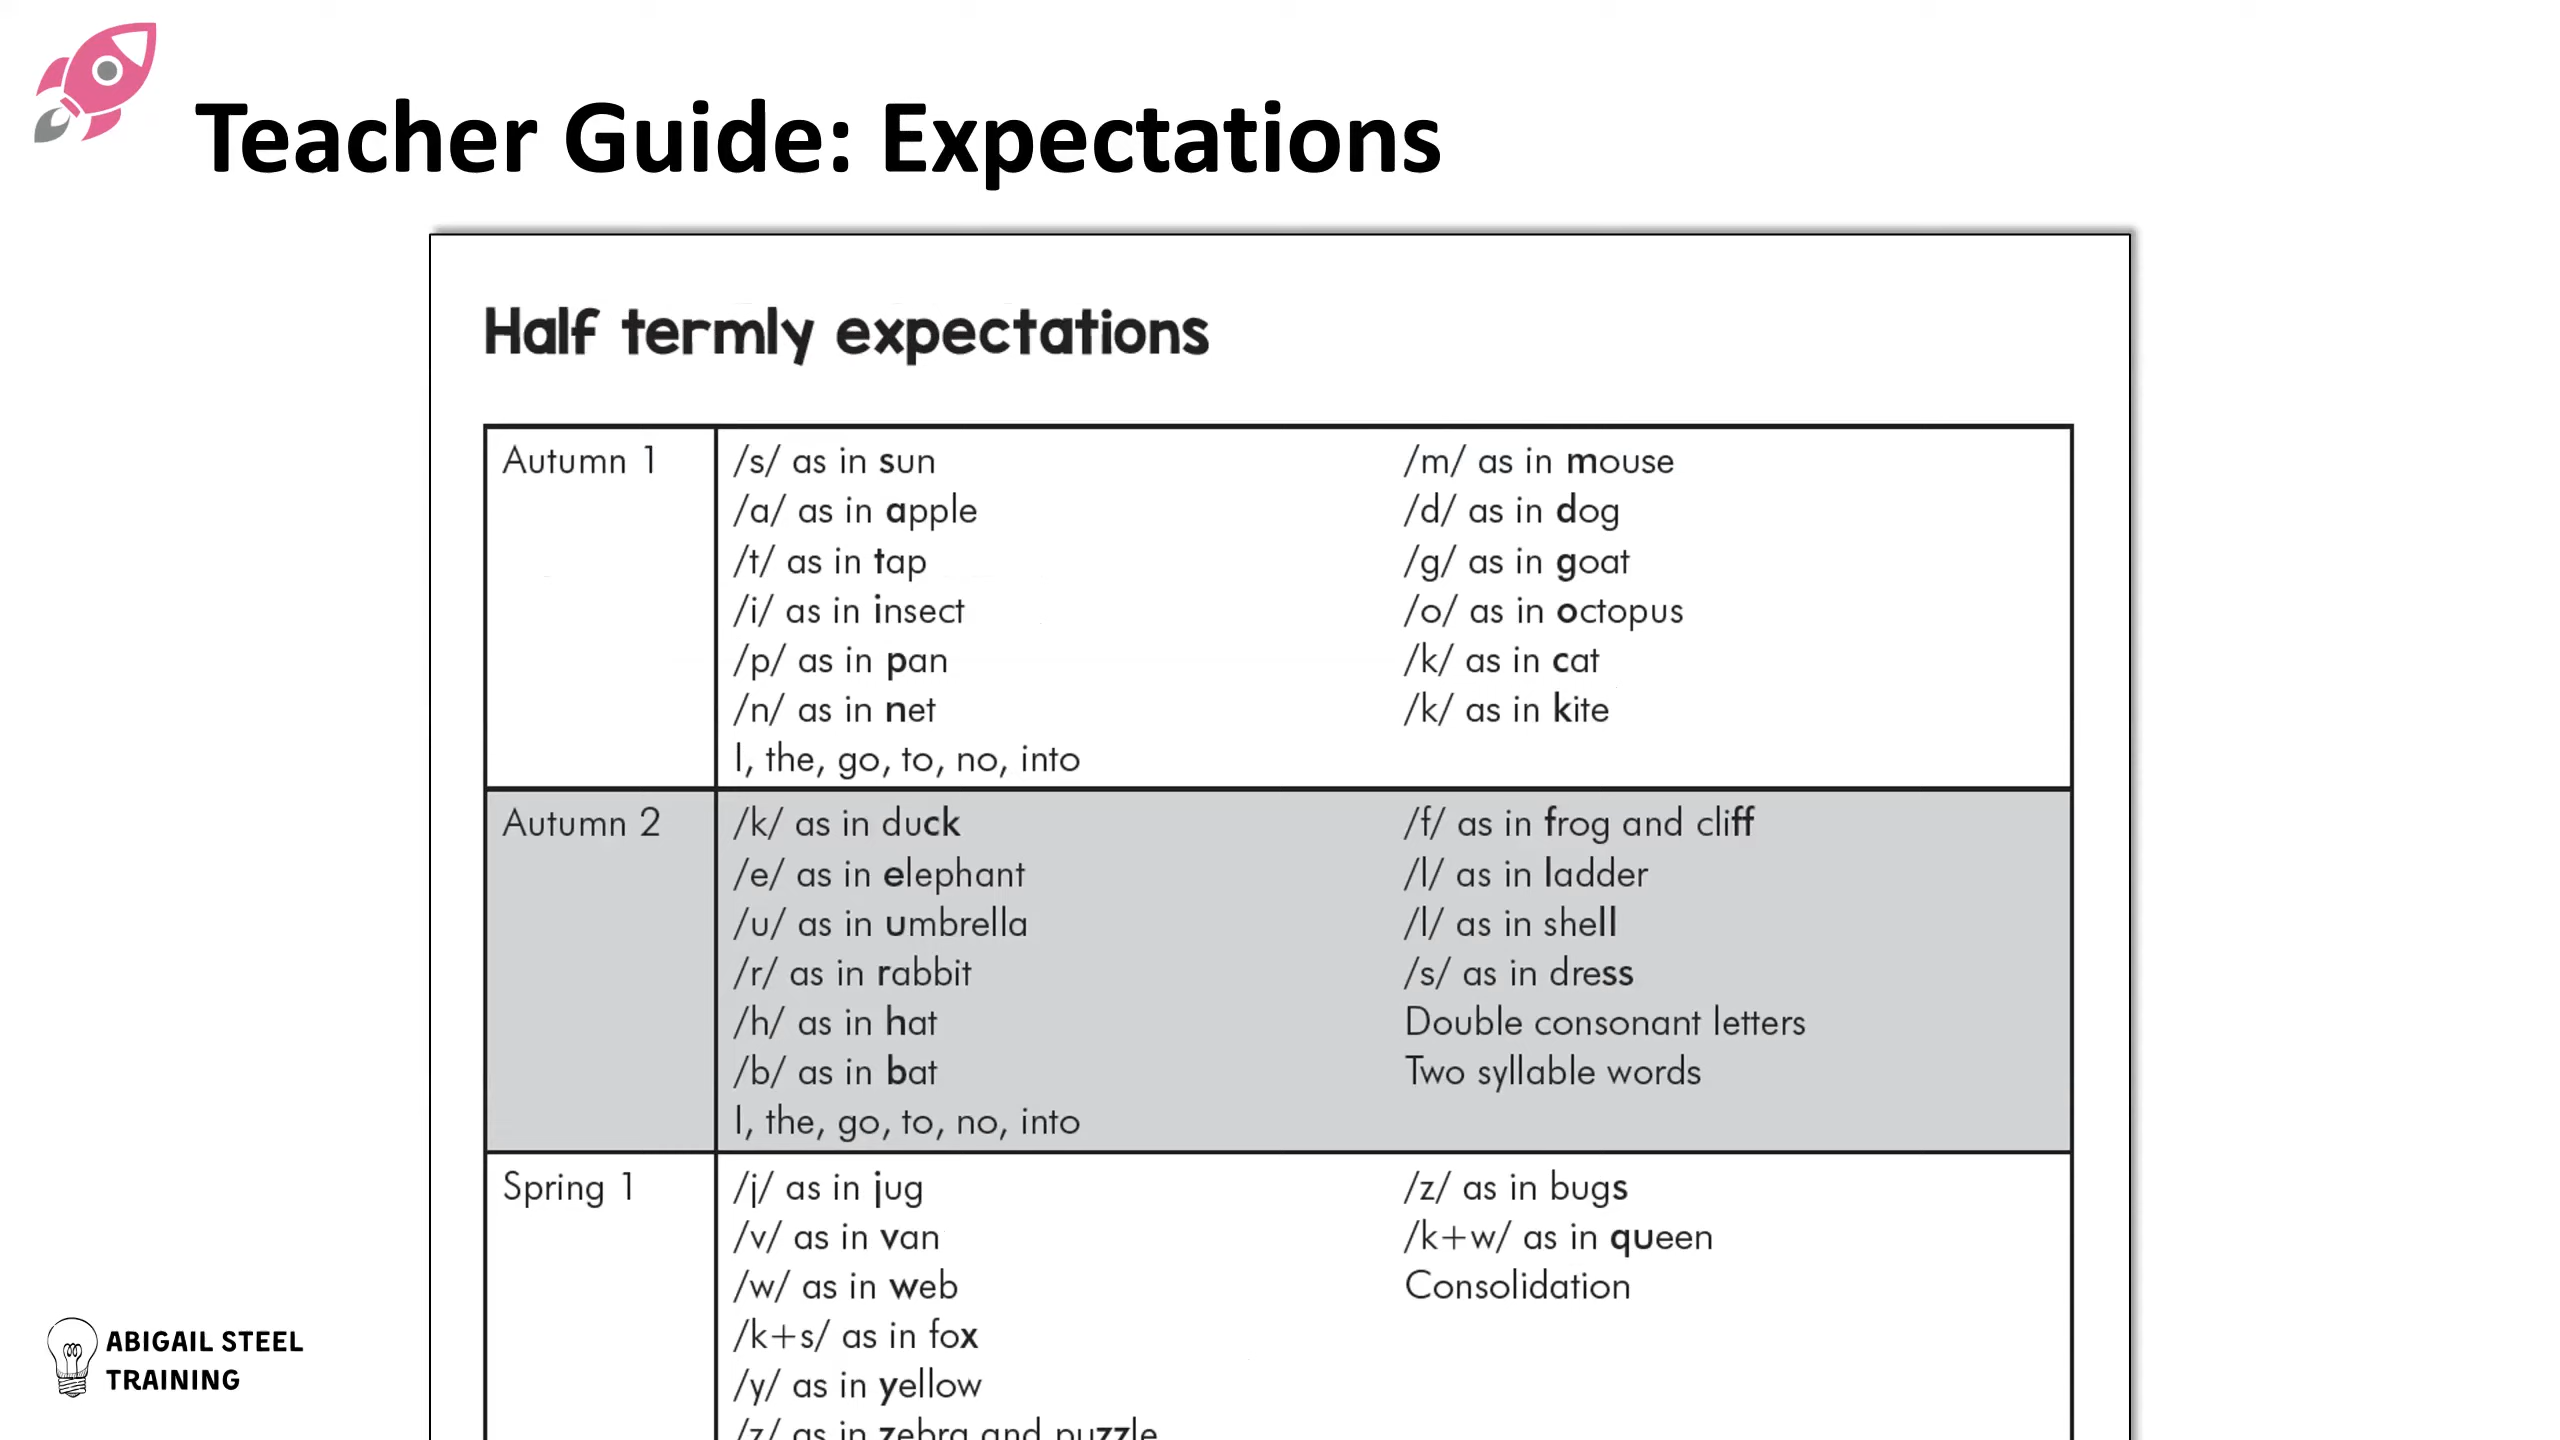 Teacher Guide: Expectations
Half termly expectations
Autumn 1
/s/ as in sun
/a/ as in apple
/t/ as in tap
/i/ as in insect
/p/ as in pan
/n/ as in net
I, the, go, to, no, into
/m/ as in mouse
/d/ as in dog
/g/ as in goat
/o/ as in octopus
/k/ as in cat
/k/ as in kite
Autumn 2
/k/ as in duck
/e/ as in elephant
/u/ as in umbrella
/r/ as in rabbit
/h/ as in hat
/b/ as in bat
I, the, go, to, no, into
/f/ as in frog and cliff
/l/ as in ladder
/l/ as in shell
/s/ as in dress
Double consonant letters
Two syllable words
Spring 1
/j/ as in jug
/v/ as in van
/w/ as in web
/k+s/ as in fox
/y/ as in yellow
/z/ as in zebra and puzzle
/z/ as in bugs
/k+w/ as in queen
Consolidation
ABIGAIL STEEL
TRAINING